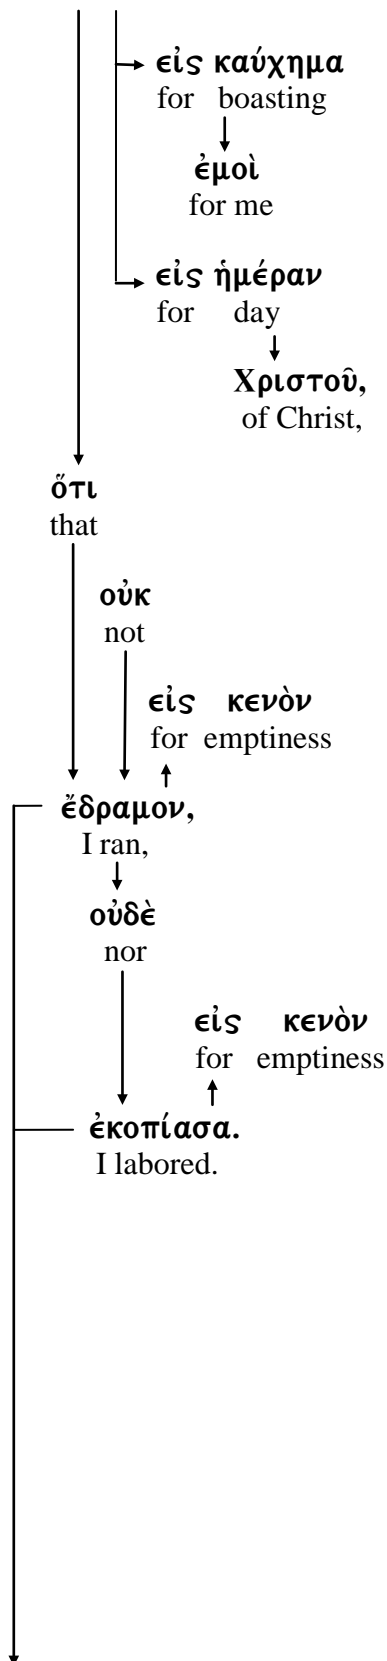 εἰς καύχημα
for boasting
ἐμοὶ
for me
εἰς ἡμέραν
for day
Χριστοῦ,
of Christ,
ὅτι
that
οὐκ
not
εἰς κενὸν
for emptiness
ἔδραμον,
I ran,
οὐδὲ
nor
εἰς κενὸν
for emptiness
ἐκοπίασα.
I labored.